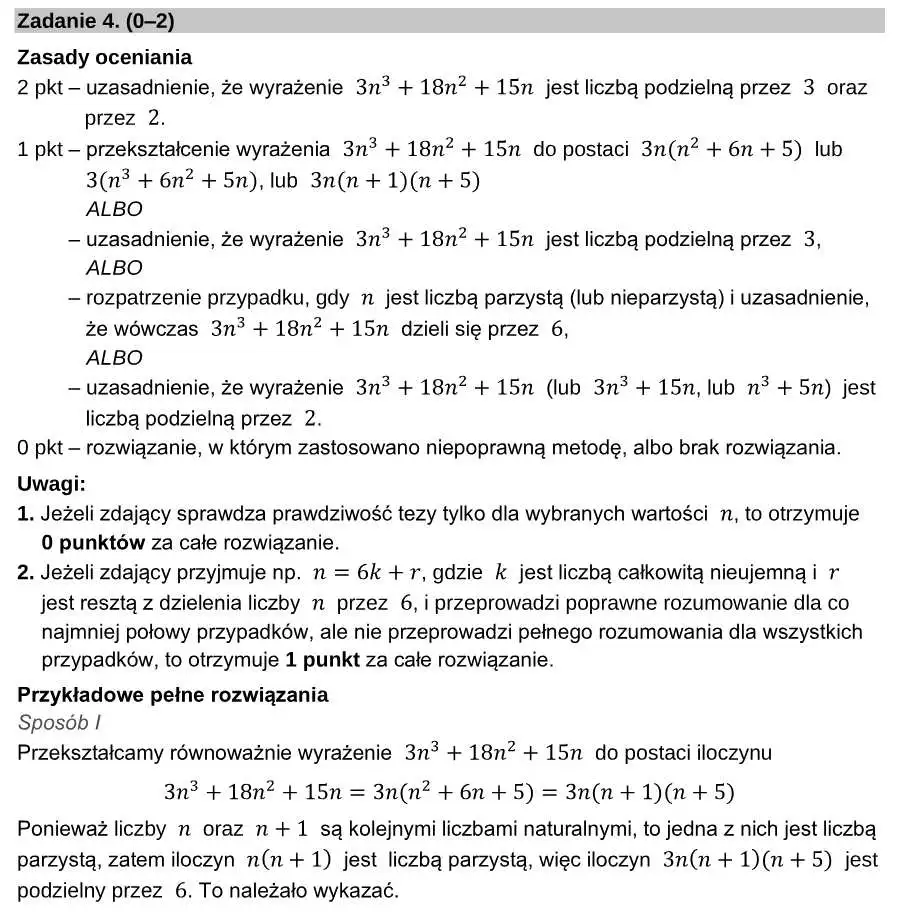 Zadanie 4. (0–2)
Zasady oceniania
2 pkt – uzasadnienie, że wyrażenie 3n³ + 18n² + 15n jest liczbą podzielną przez 3 oraz
przez 2.
1 pkt – przekształcenie wyrażenia 3n³ + 18n² + 15n do postaci 3n(n² + 6n + 5) lub
3(n³ + 6n² + 5n), lub 3n(n + 1)(n + 5)
ALBO
– uzasadnienie, że wyrażenie 3n³ + 18n² + 15n jest liczbą podzielną przez 3,
ALBO
– rozpatrzenie przypadku, gdy n jest liczbą parzystą (lub nieparzystą) i uzasadnienie,
że wówczas 3n³ + 18n² + 15n dzieli się przez 6,
ALBO
– uzasadnienie, że wyrażenie 3n³ + 18n² + 15n (lub 3n³ + 15n, lub n³ + 5n) jest
liczbą podzielną przez 2.
0 pkt – rozwiązanie, w którym zastosowano niepoprawną metodę, albo brak rozwiązania.
Uwagi:
1. Jeżeli zdający sprawdza prawdziwość tezy tylko dla wybranych wartości n, to otrzymuje
0 punktów za całe rozwiązanie.
2. Jeżeli zdający przyjmuje np. n = 6k + r, gdzie k jest liczbą całkowitą nieujemną i r
jest resztą z dzielenia liczby n przez 6, i przeprowadzi poprawne rozumowanie dla co
najmniej połowy przypadków, ale nie przeprowadzi pełnego rozumowania dla wszystkich
przypadków, to otrzymuje 1 punkt za całe rozwiązanie.
Przykładowe pełne rozwiązania
Sposób I
Przekształcamy równoważnie wyrażenie 3n³ + 18n² + 15n do postaci iloczynu
3n³ + 18n² + 15n = 3n(n² + 6n + 5) = 3n(n + 1)(n + 5)
Ponieważ liczby n oraz n + 1 są kolejnymi liczbami naturalnymi, to jedna z nich jest liczbą
parzystą, zatem iloczyn n(n + 1) jest liczbą parzystą, więc iloczyn 3n(n + 1)(n + 5) jest
podzielny przez 6. To należało wykazać.